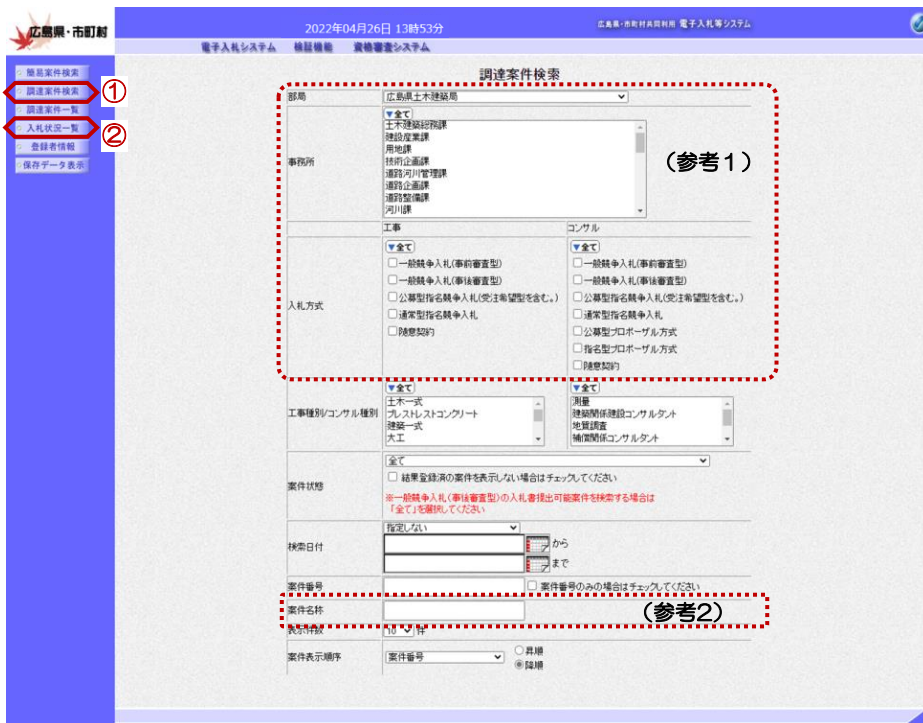 広島県・市町村
2022年04月26日 13時53分
広島県・市町村共同利用 電子入札等システム
電子入札システム 検証機能 資格審査システム
簡易案件検索
調達案件検索
①
調達案件一覧
入札状況一覧
②
登録者情報
保存データ表示
調達案件検索
部局
広島県土木建築局
事務所
▼全て
土木建築総務課
建設産業課
用地課
技術企画課
道路河川管理課
道路企画課
道路整備課
河川課
(参考1)
工事 コンサル
入札方式
▼全て
一般競争入札(事前審査型)
一般競争入札(事後審査型)
公募型指名競争入札(受注希望型を含む。)
通常型指名競争入札
随意契約
▼全て
一般競争入札(事前審査型)
一般競争入札(事後審査型)
公募型指名競争入札(受注希望型を含む。)
通常型指名競争入札
公募型プロポーザル方式
指名型プロポーザル方式
随意契約
工事種別/コンサル種別
▼全て
土木一式
プレストレストコンクリート
建築一式
大工
▼全て
測量
建築関係建設コンサルタント
地質調査
補償関係コンサルタント
案件状態
全て
結果登録済の案件を表示しない場合はチェックしてください
※一般競争入札(事後審査型)の入札書提出可能案件を検索する場合は
「全て」を選択してください
検索日付
指定しない
から
まで
案件番号
案件番号のみの場合はチェックしてください
案件名称
(参考2)
表示件数
10 件
案件表示順序
案件番号
昇順
降順